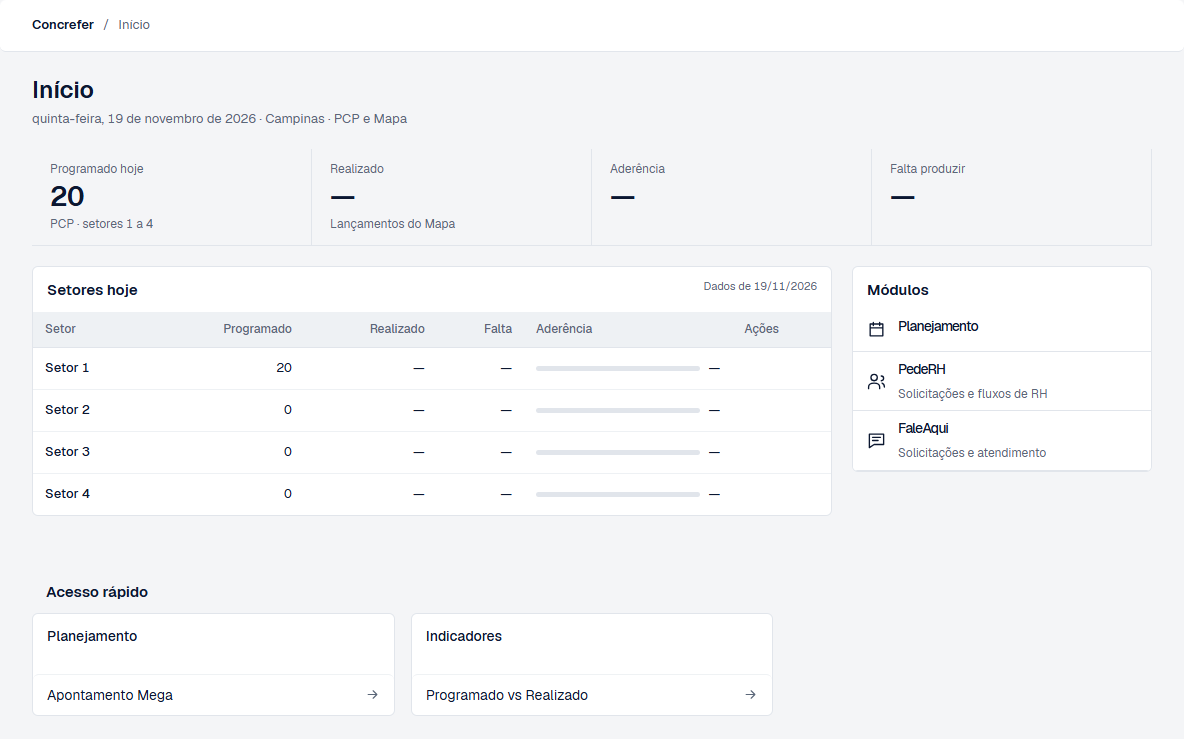 Concrefer / Início
Início
quinta-feira, 19 de novembro de 2026 · Campinas · PCP e Mapa
Programado hoje
20
PCP · setores 1 a 4
Realizado
—
Lançamentos do Mapa
Aderência
—
Falta produzir
—
Setores hoje
Dados de 19/11/2026
Setor Programado Realizado Falta Aderência Ações
Setor 1 20 — — —
Setor 2 0 — — —
Setor 3 0 — — —
Setor 4 0 — — —
Módulos
Planejamento
PedeRH
Solicitações e fluxos de RH
FaleAqui
Solicitações e atendimento
Acesso rápido
Planejamento
Apontamento Mega →
Indicadores
Programado vs Realizado →